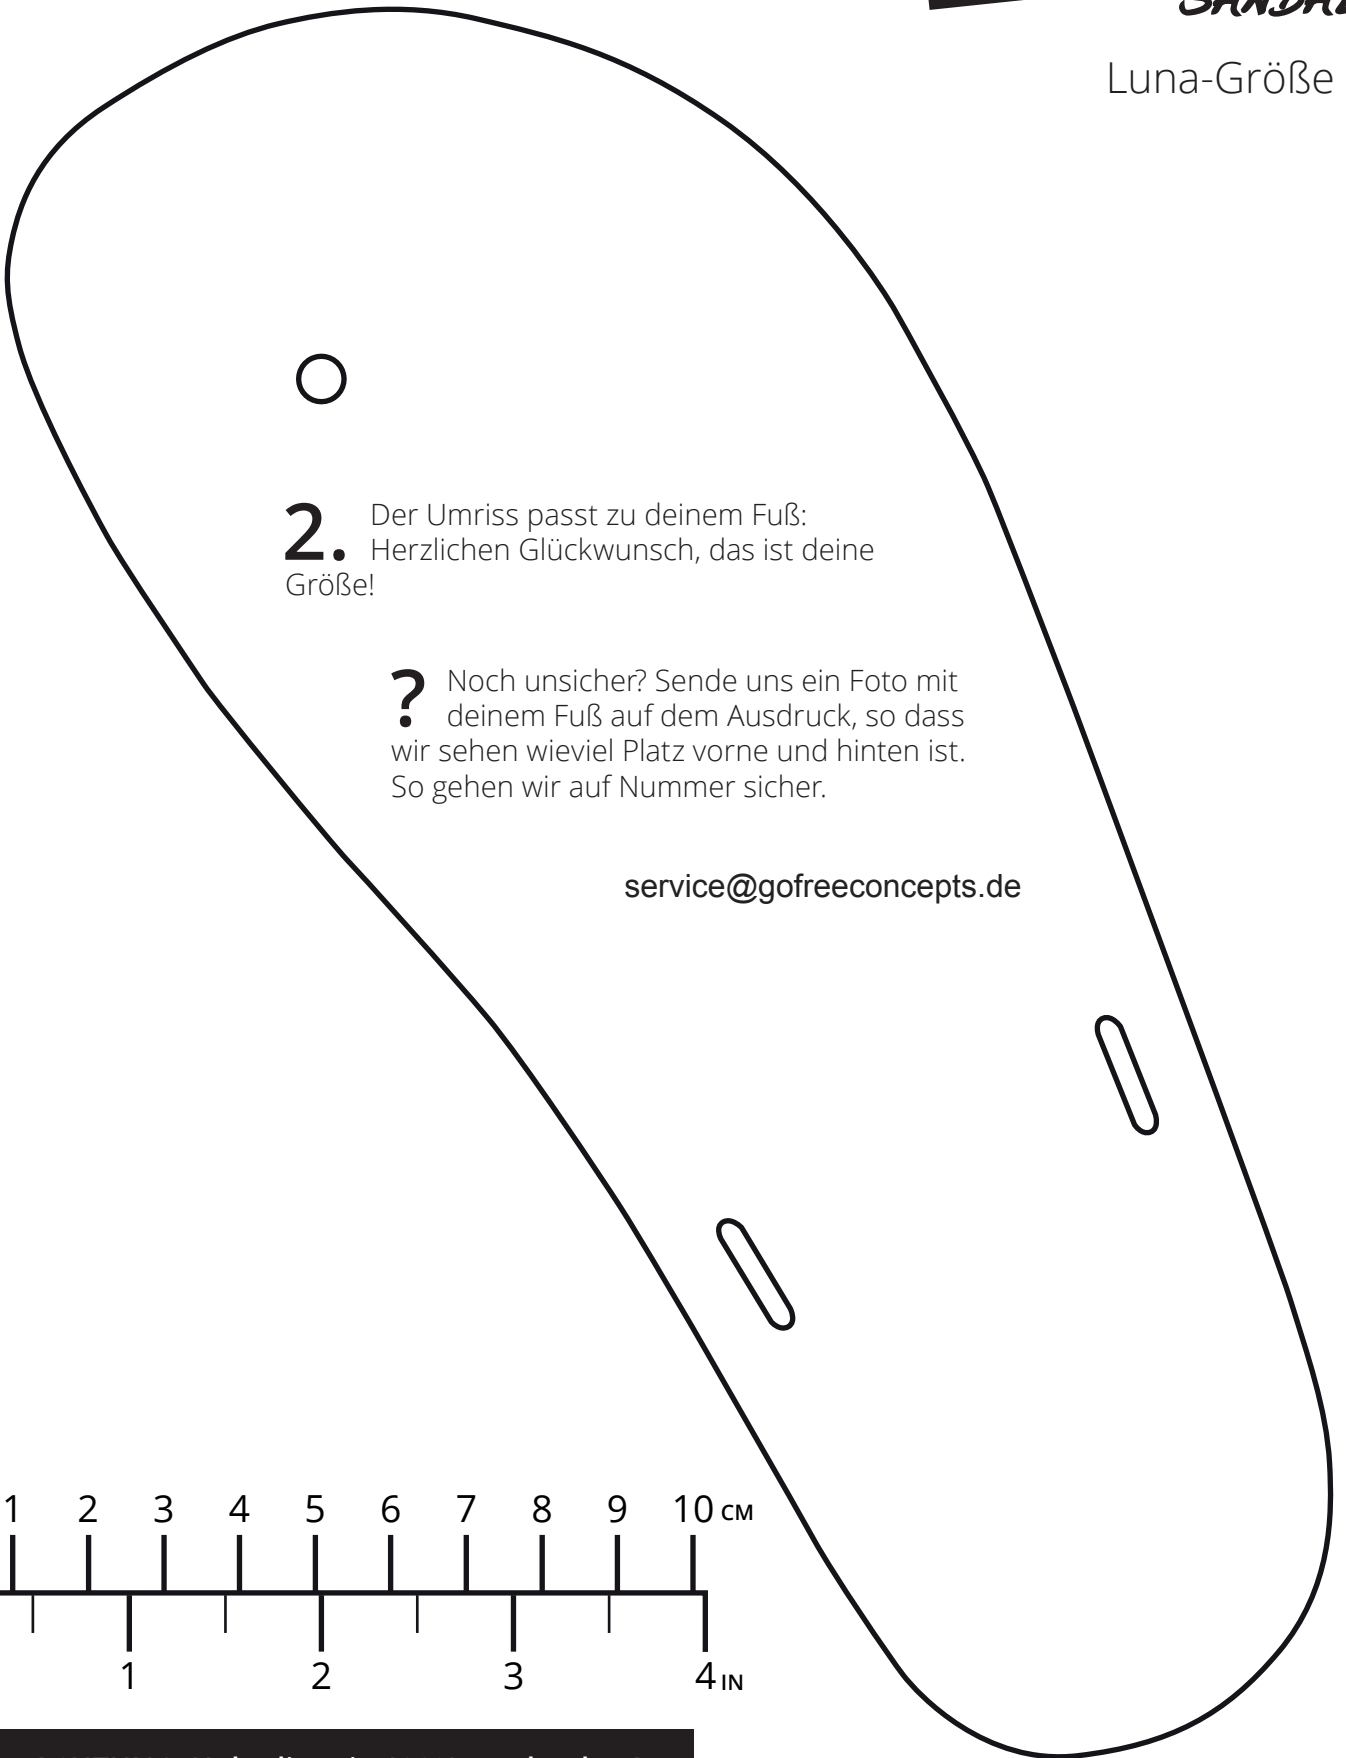 Luna-Größe
2. Der Umriss passt zu deinem Fuß:
Herzlichen Glückwunsch, das ist deine
Größe!
? Noch unsicher? Sende uns ein Foto mit
deinem Fuß auf dem Ausdruck, so dass
wir sehen wieviel Platz vorne und hinten ist.
So gehen wir auf Nummer sicher.
service@gofreeconcepts.de
1 2 3 4 5 6 7 8 9 10 CM
1 2 3 4 IN